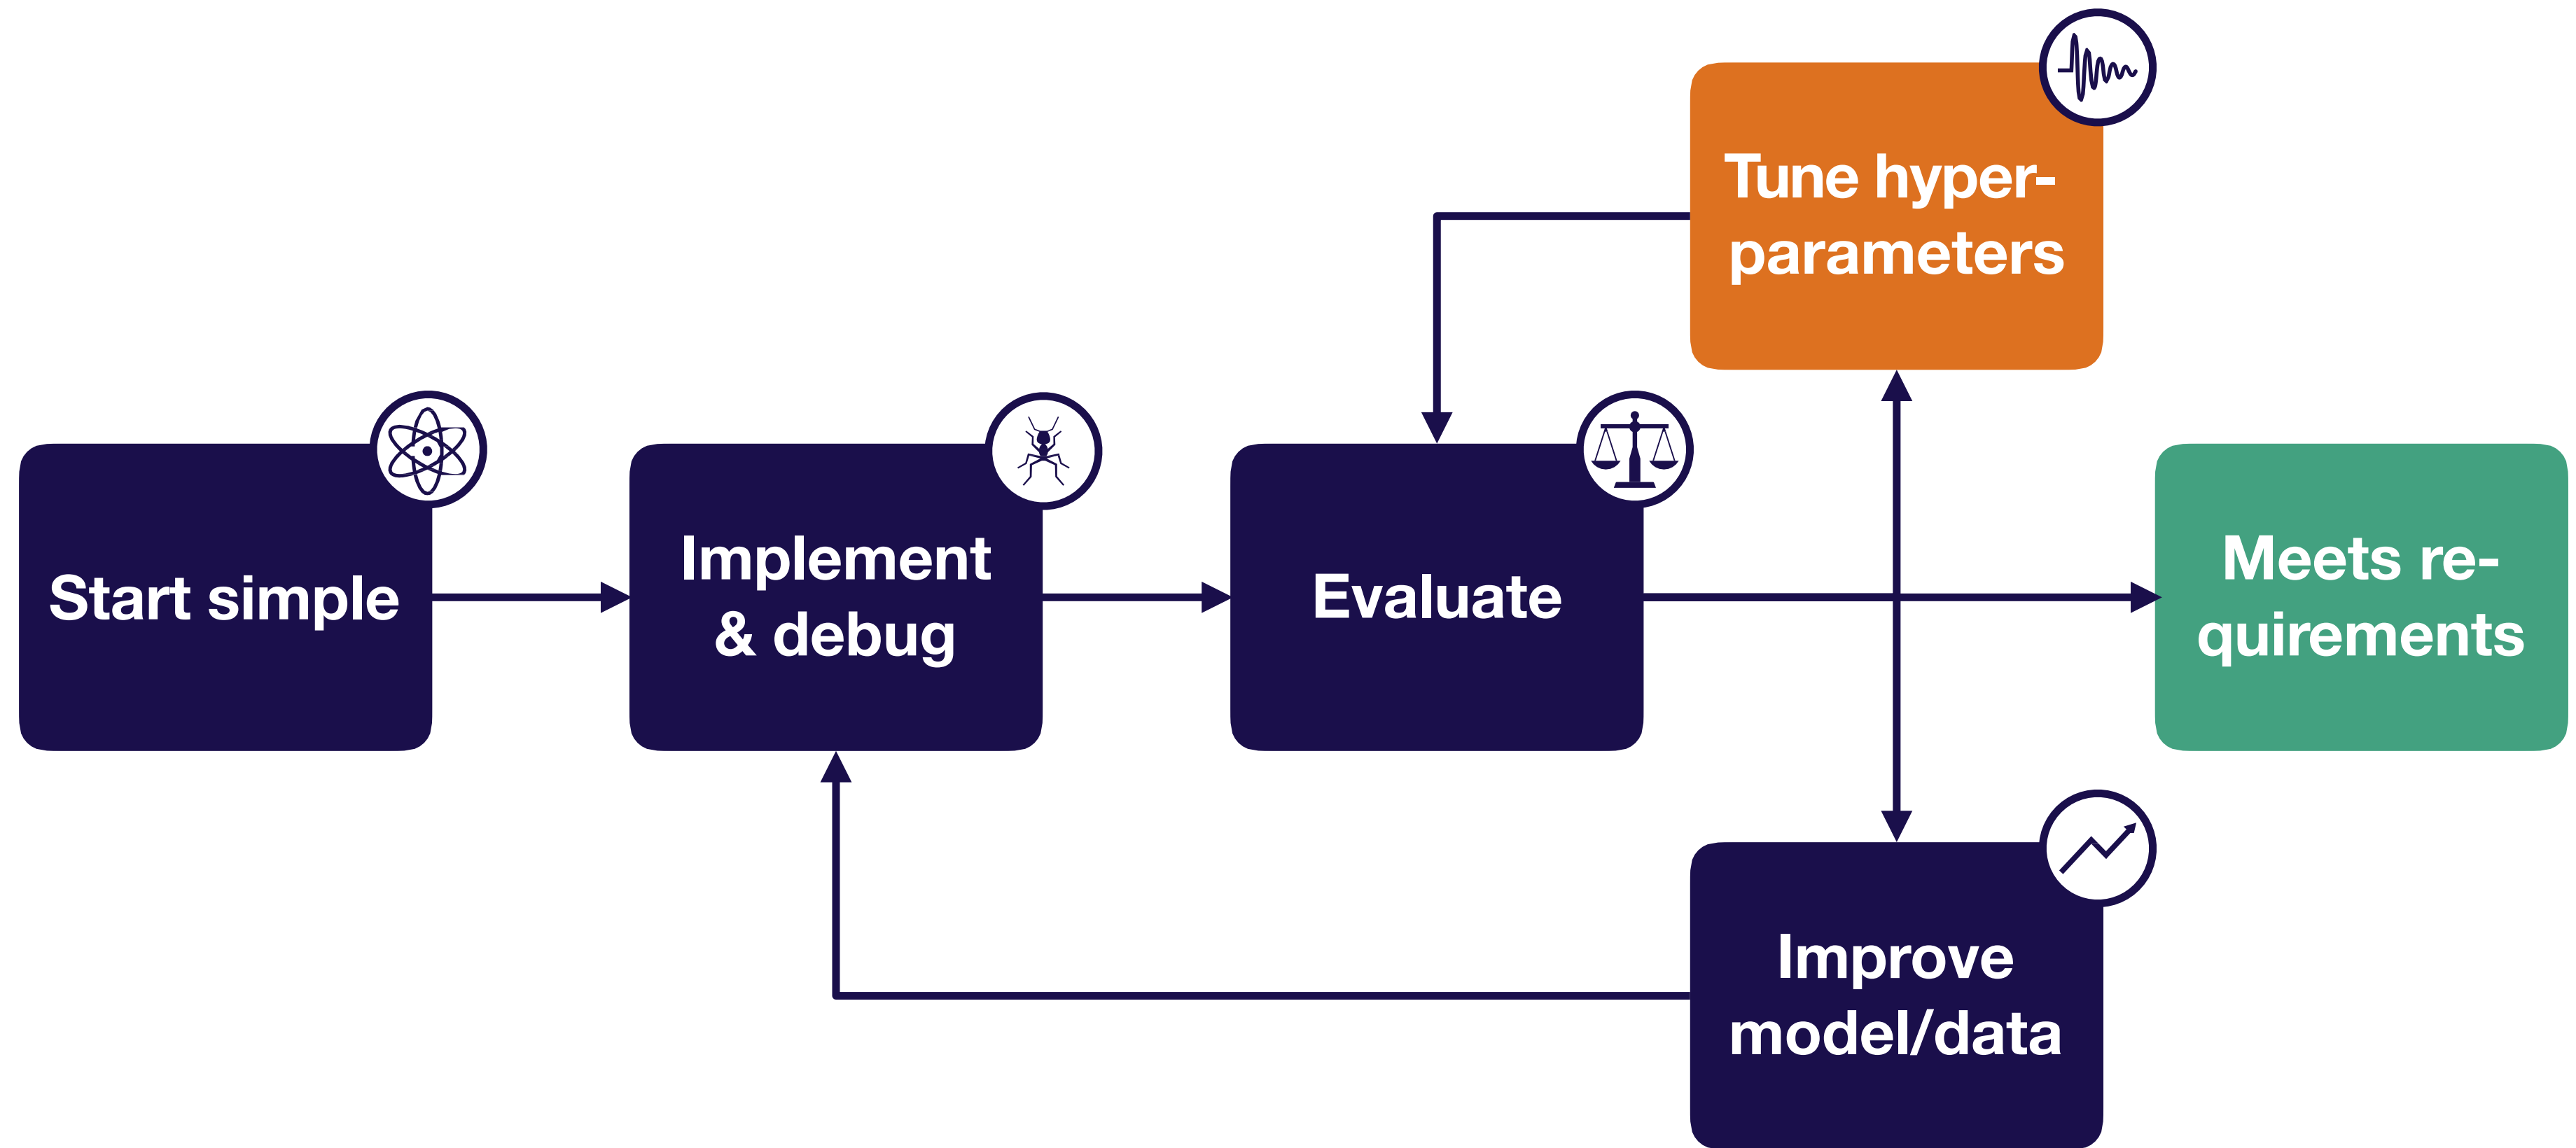 Tune hyper-
parameters
Start simple
Implement
& debug
Evaluate
Meets re-
quirements
Improve
model/data